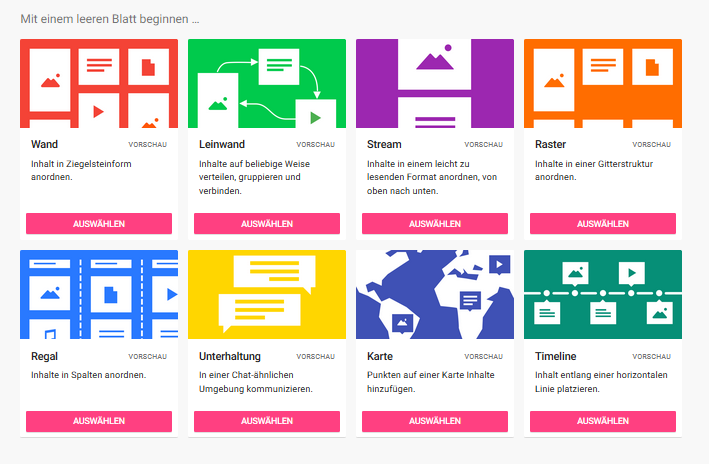 Mit einem leeren Blatt beginnen ...
Wand VORSCHAU
Inhalt in Ziegelsteinform
anordnen.
AUSWÄHLEN
Leinwand VORSCHAU
Inhalte auf beliebige Weise
verteilen, gruppieren und
verbinden.
AUSWÄHLEN
Stream VORSCHAU
Inhalte in einem leicht zu
lesenden Format anordnen, von
oben nach unten.
AUSWÄHLEN
Raster VORSCHAU
Inhalte in einer Gitterstruktur
anordnen.
AUSWÄHLEN
Regal VORSCHAU
Inhalte in Spalten anordnen.
AUSWÄHLEN
Unterhaltung VORSCHAU
In einer Chat-ähnlichen
Umgebung kommunizieren.
AUSWÄHLEN
Karte VORSCHAU
Punkten auf einer Karte Inhalte
hinzufügen.
AUSWÄHLEN
Timeline VORSCHAU
Inhalt entlang einer horizontalen
Linie platzieren.
AUSWÄHLEN